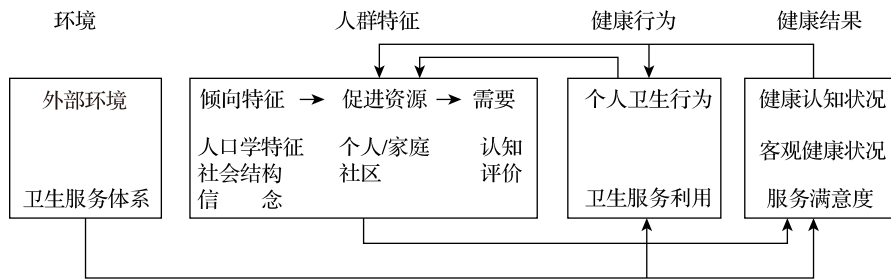 环境 人群特征 健康行为 健康结果
外部环境 倾向特征 促进资源 需要 个人卫生行为 健康认知状况
人口学特征 个人/家庭 认知 客观健康状况
社会结构 社区 评价
卫生服务体系 信 念 卫生服务利用 服务满意度